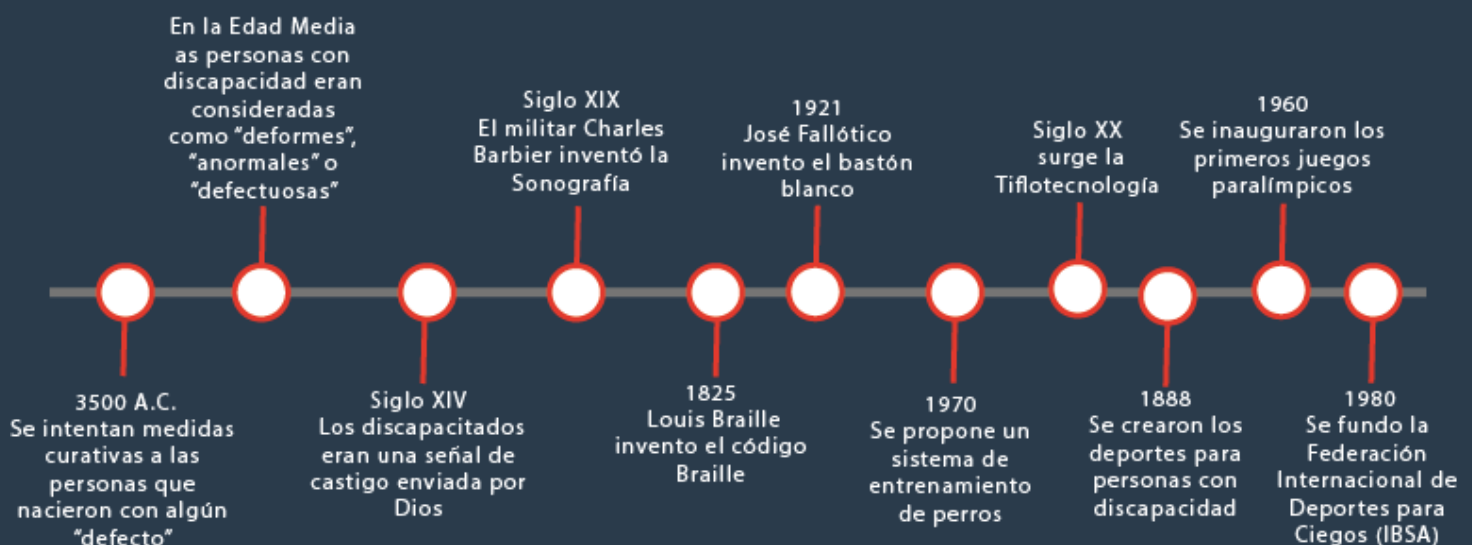 En la Edad Media
as personas con
discapacidad eran
consideradas
como “deformes”,
“anormales” o
“defectuosas”
Siglo XIX
El militar Charles
Barbier inventó la
Sonografía
1921
José Fallótico
invento el bastón
blanco
Siglo XX
surge la
Tiflotecnología
1960
Se inauguraron los
primeros juegos
paralímpicos
3500 A.C.
Se intentan medidas
curativas a las
personas que
nacieron con algún
“defecto”
Siglo XIV
Los discapacitados
eran una señal de
castigo enviada por
Dios
1825
Louis Braille
invento el código
Braille
1970
Se propone un
sistema de
entrenamiento
de perros
1888
Se crearon los
deportes para
personas con
discapacidad
1980
Se fundo la
Federación
Internacional de
Deportes para
Ciegos (IBSA)